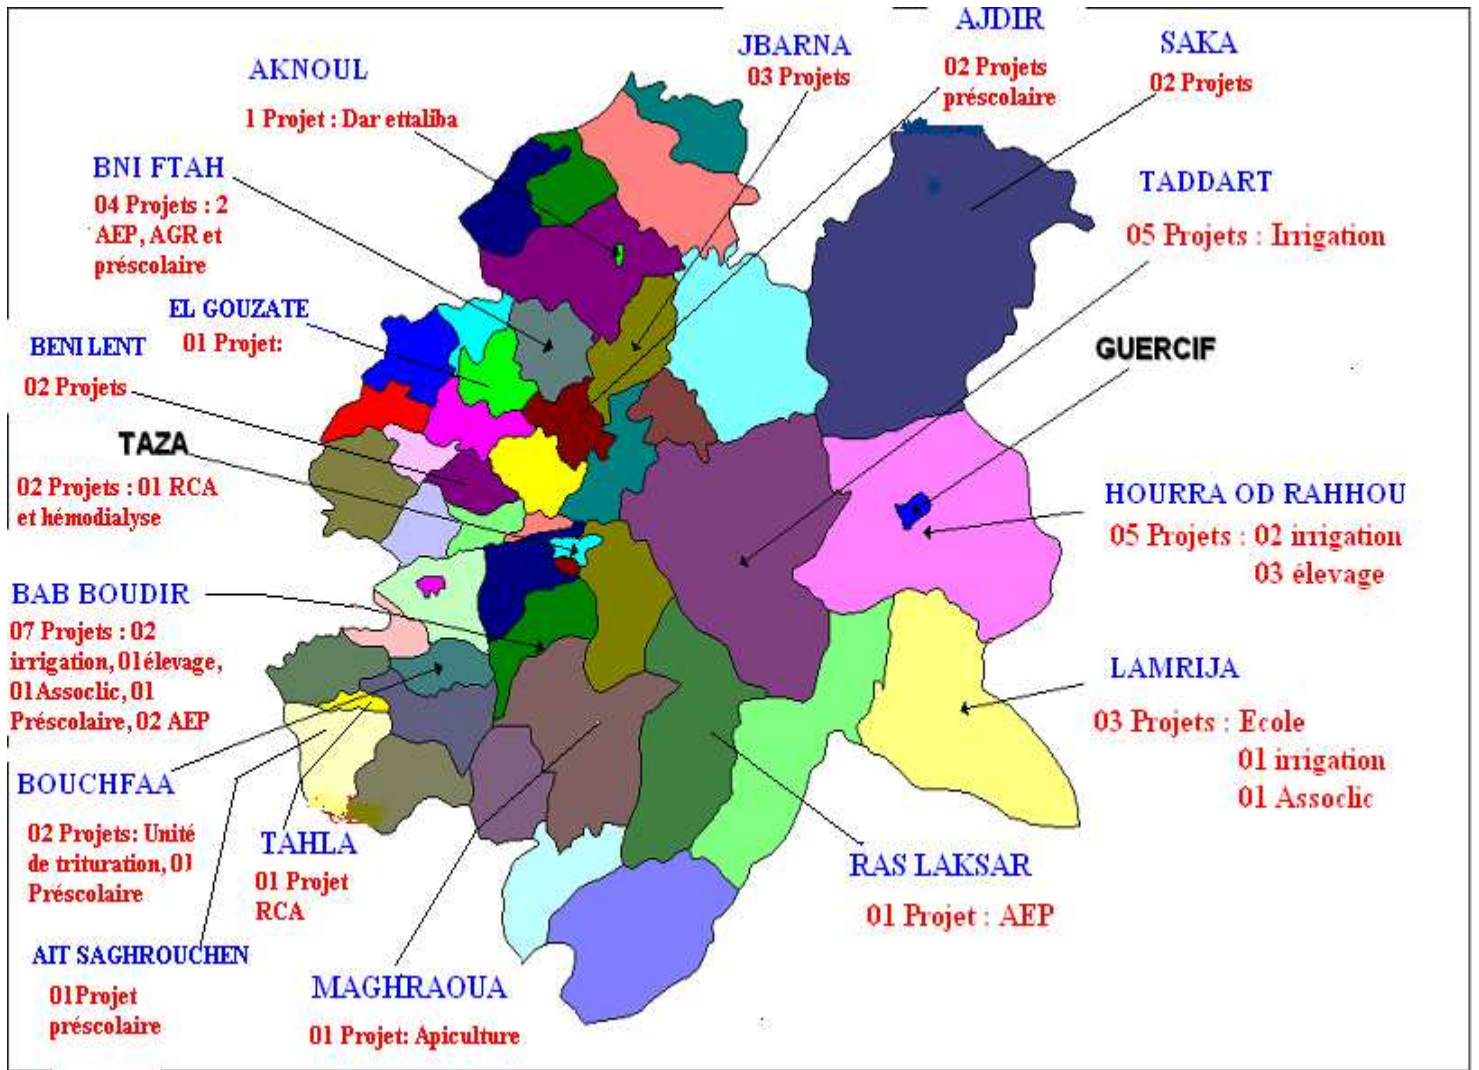 AKNOUL
1 Projet : Dar ettaliba
JBARNA
03 Projets
AJDIR
02 Projets
préscolaire
SAKA
02 Projets
BNI FTAH
04 Projets : 2
AEP, AGR et
préscolaire
TADDART
05 Projets : Irrigation
EL GOUZATE
01 Projet:
BENI LENT
02 Projets
GUERCIF
TAZA
02 Projets : 01 RCA
et hémodialyse
HOURRA OD RAHHOU
05 Projets : 02 irrigation
03 élevage
BAB BOUDIR
07 Projets : 02
irrigation, 01élevage,
01Assoclic, 01
Préscolaire, 02 AEP
LAMRIJA
03 Projets : Ecole
01 irrigation
01 Assoclic
BOUCHFAA
02 Projets: Unité
de trituration, 01
Préscolaire
TAHLA
01 Projet
RCA
RAS LAKSAR
01 Projet : AEP
AIT SAGHROUCHEN
01Projet
préscolaire
MAGHRAOUA
01 Projet: Apiculture